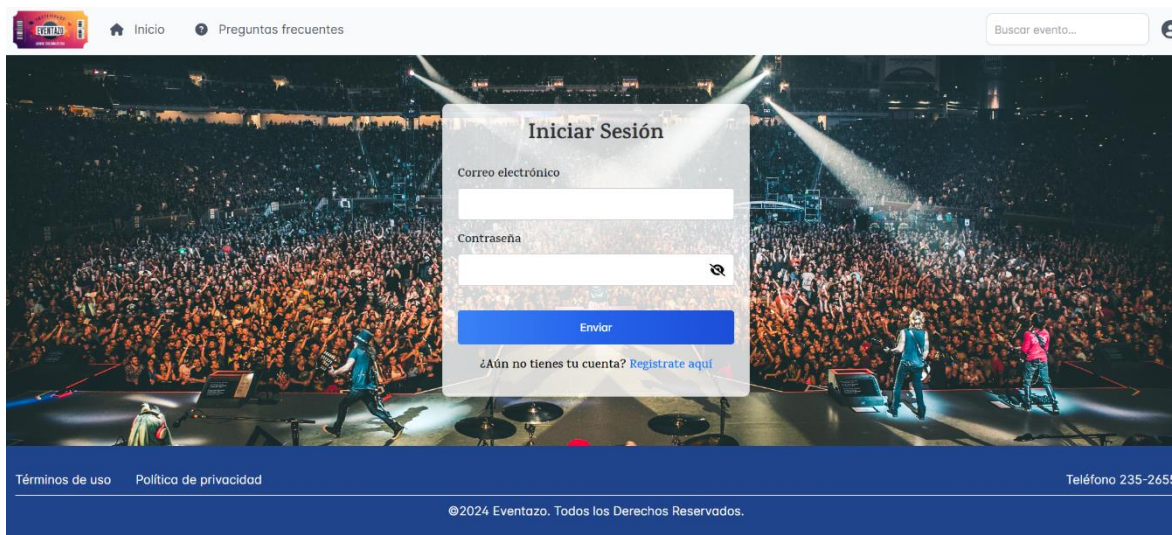 EVENTAZO
Inicio
Preguntas frecuentes
Buscar evento...
Iniciar Sesión
Correo electrónico
Contraseña
Enviar
¿Aún no tienes tu cuenta? Registrate aquí
Términos de uso
Política de privacidad
Teléfono 235-2655
©2024 Eventazo. Todos los Derechos Reservados.